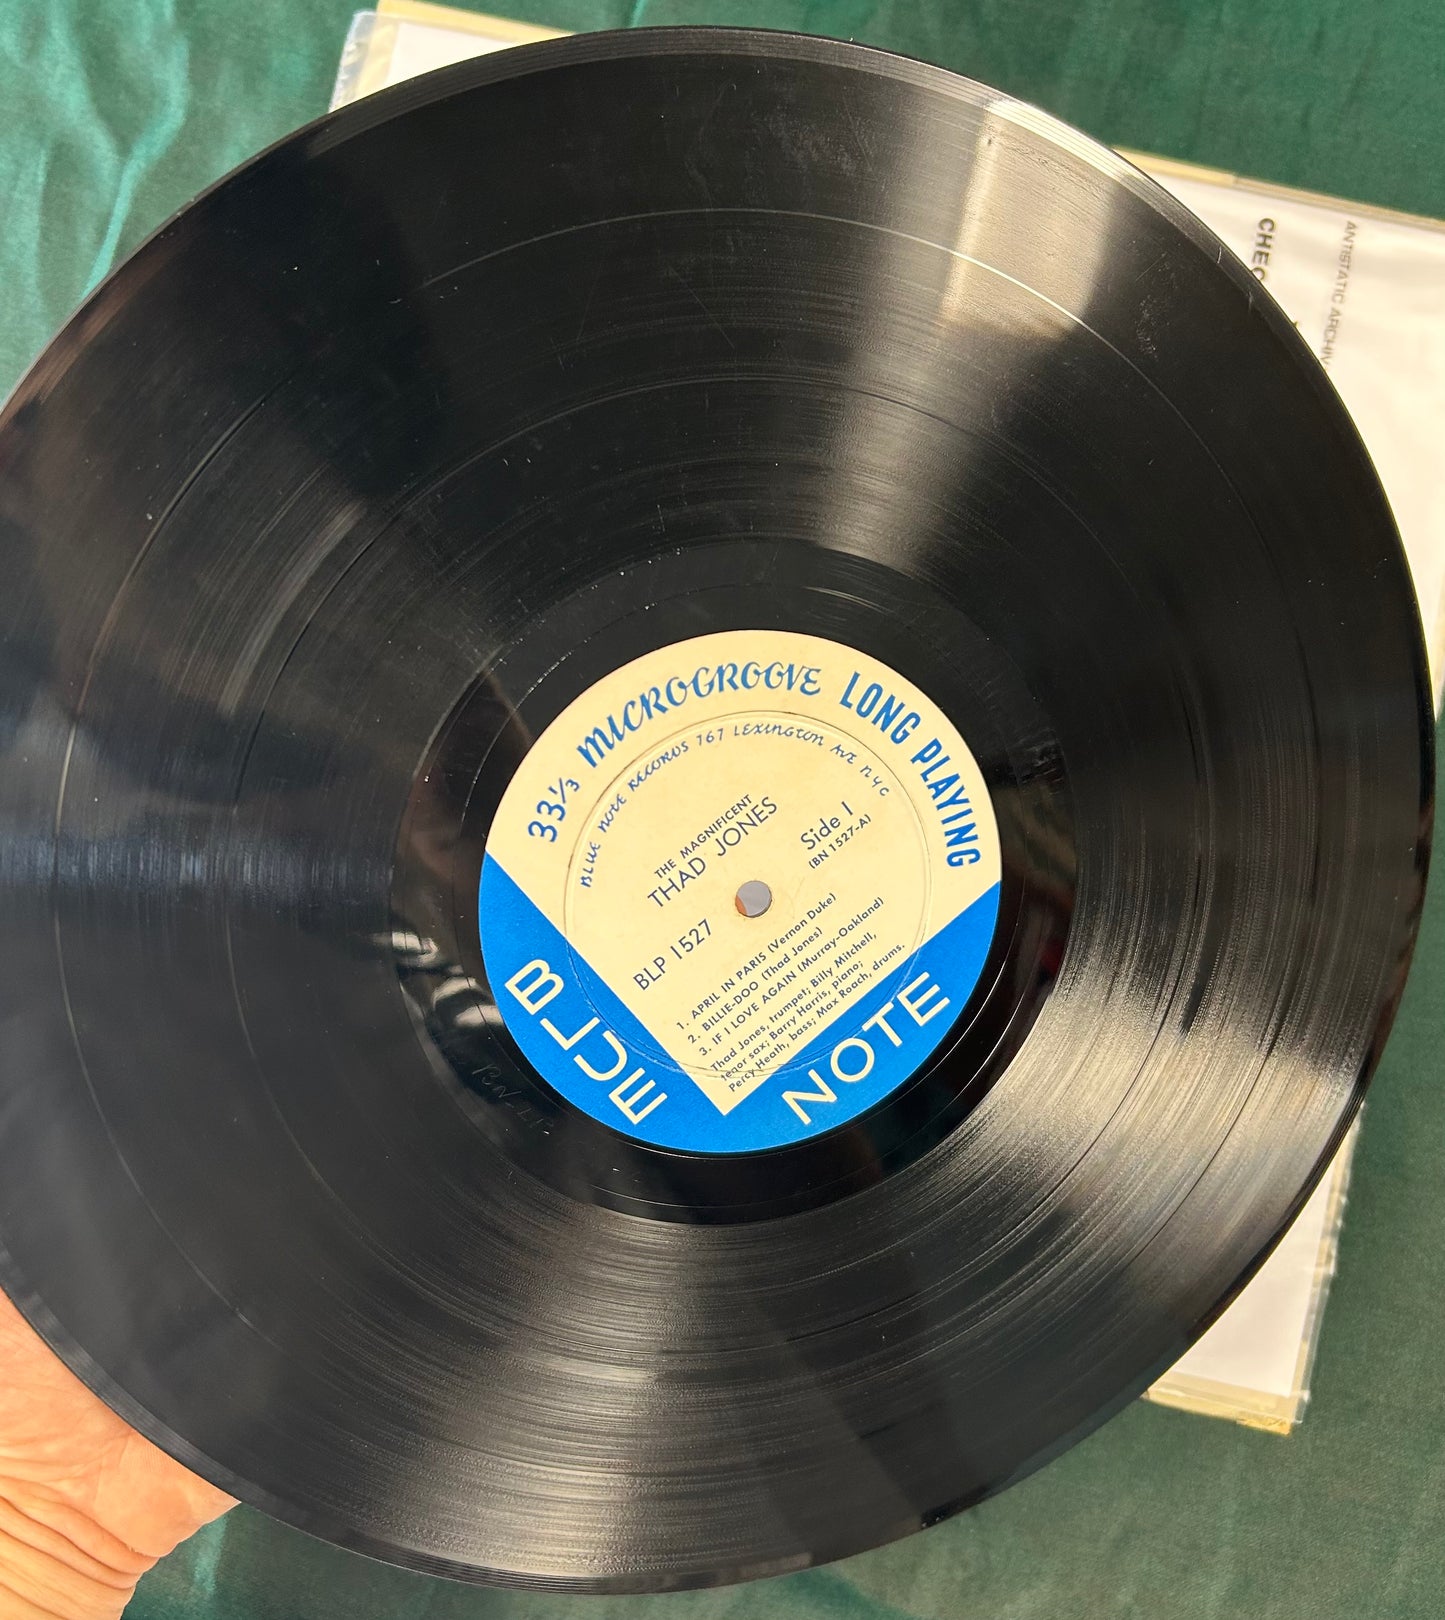 33⅓ MICROGROOVE LONG PLAYING
BLUE NOTE RECORDS 767 LEXINGTON AVE NYC
THE MAGNIFICENT
THAD JONES
Side 1
(BN 1527-A)
BLP 1527
1. APRIL IN PARIS (Vernon Duke)
2. BILLIE-DOO (Thad Jones)
3. IF I LOVE AGAIN (Murray-Oakland)
Thad Jones, trumpet; Billy Mitchell,
tenor sax; Barry Harris, piano;
Percy Heath, bass; Max Roach, drums.
BLUE
NOTE
ANTISTATIC